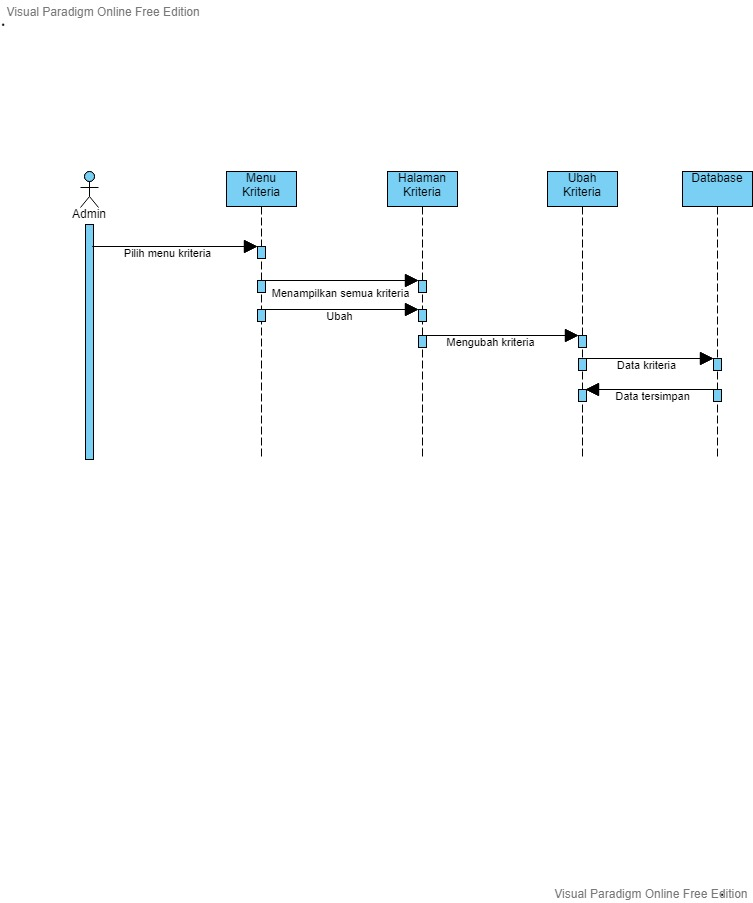 Visual Paradigm Online Free Edition
Admin
Menu
Kriteria
Halaman
Kriteria
Ubah
Kriteria
Database
Pilih menu kriteria
Menampilkan semua kriteria
Ubah
Mengubah kriteria
Data kriteria
Data tersimpan
Visual Paradigm Online Free Edition